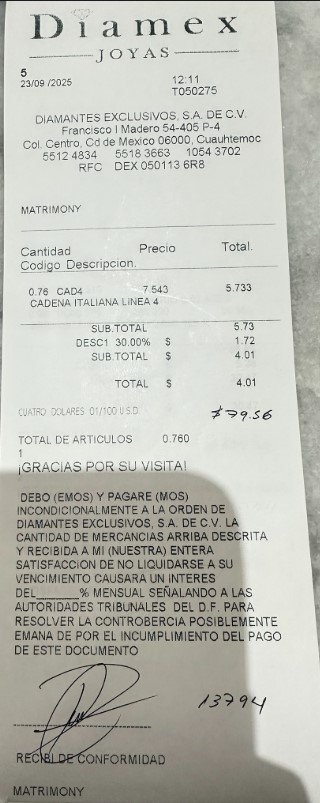 Diamex
JOYAS
5
23/09 /2025 12:11
T050275
DIAMANTES EXCLUSIVOS, S.A. DE C.V.
Francisco I Madero 54-405 P-4
Col. Centro, Cd de Mexico 06000, Cuauhtemoc
5512 4834 5518 3663 1054 3702
RFC DEX 050113 6R8
MATRIMONY
Cantidad Precio Total.
Codigo Descripcion.
0.76 CAD4 7.543 5.733
CADENA ITALIANA LINEA 4
SUB.TOTAL 5.73
DESC1 30.00% $ 1.72
SUB.TOTAL $ 4.01
TOTAL $ 4.01
CUATRO DOLARES 01/100 U.S.D. $79.56
TOTAL DE ARTICULOS 0.760
1
¡GRACIAS POR SU VISITA!
DEBO (EMOS) Y PAGARE (MOS)
INCONDICIONALMENTE A LA ORDEN DE
DIAMANTES EXCLUSIVOS, S.A. DE C.V. LA
CANTIDAD DE MERCANCIAS ARRIBA DESCRITA
Y RECIBIDA A MI (NUESTRA) ENTERA
SATISFACCION DE NO LIQUIDARSE A SU
VENCIMIENTO CAUSARA UN INTERES
DEL______% MENSUAL SEÑALANDO A LAS
AUTORIDADES TRIBUNALES DEL D.F. PARA
RESOLVER LA CONTROBERCIA POSIBLEMENTE
EMANA DE POR EL INCUMPLIMIENTO DEL PAGO
DE ESTE DOCUMENTO
13794
RECIBI DE CONFORMIDAD
MATRIMONY